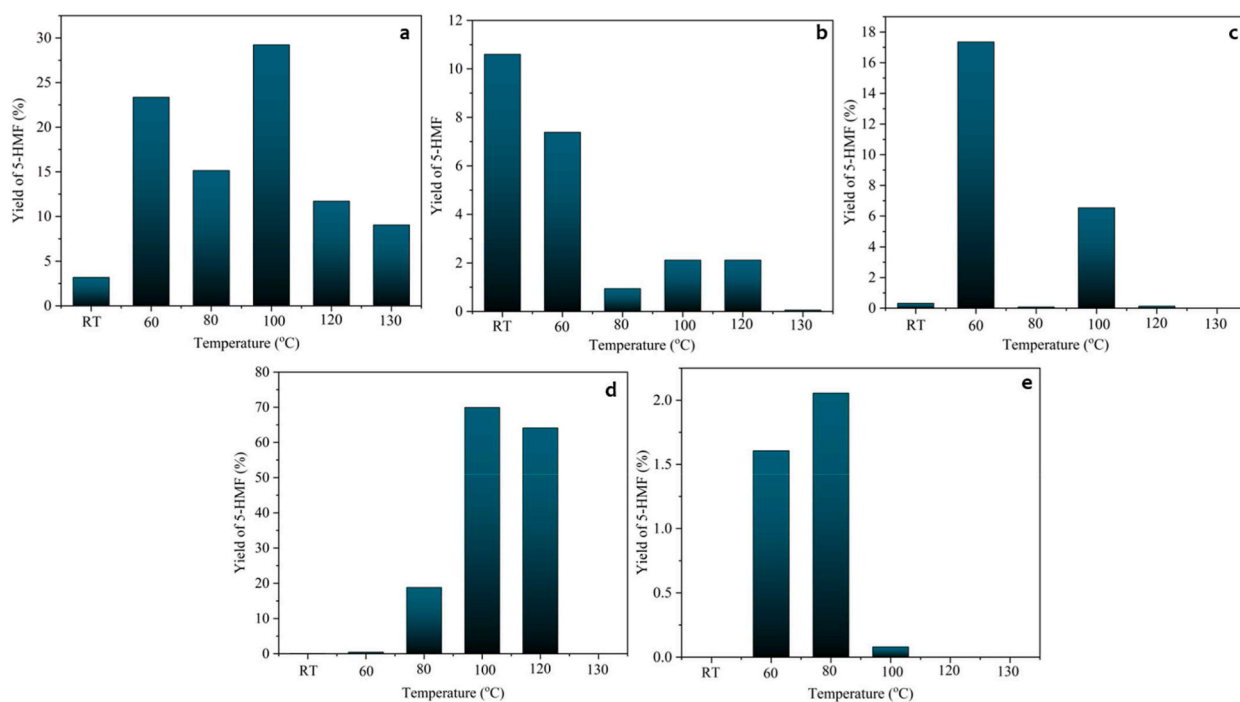 a
Yield of 5-HMF (%)
30
25
20
15
10
5
0
RT 60 80 100 120 130
Temperature (°C)
b
Yield of 5-HMF
12
10
8
6
4
2
0
RT 60 80 100 120 130
Temperature (°C)
c
Yield of 5-HMF (%)
18
16
14
12
10
8
6
4
2
0
RT 60 80 100 120 130
Temperature (°C)
d
Yield of 5-HMF (%)
80
70
60
50
40
30
20
10
0
RT 60 80 100 120 130
Temperature (°C)
e
Yield of 5-HMF (%)
2.0
1.5
1.0
0.5
0.0
RT 60 80 100 120 130
Temperature (°C)